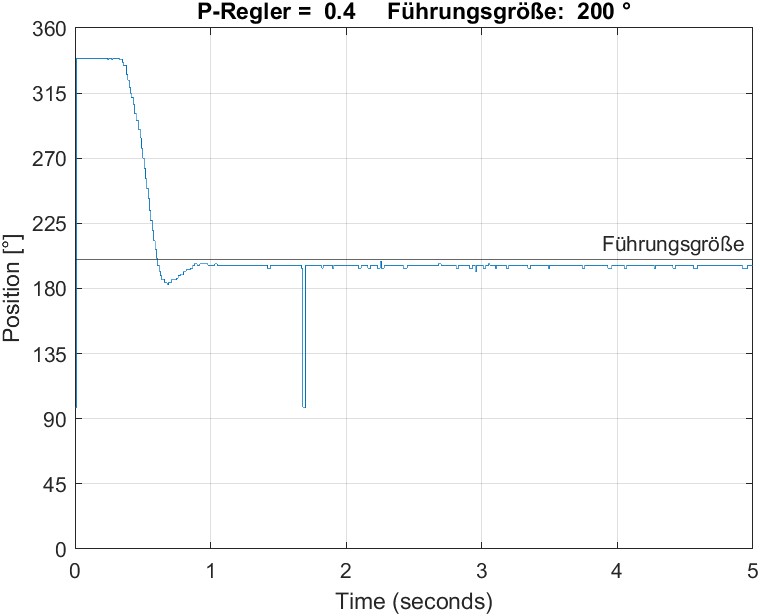 P-Regler = 0.4 Führungsgröße: 200 °
360
315
270
225
180
135
90
45
0
Position [°]
Führungsgröße
0 1 2 3 4 5
Time (seconds)